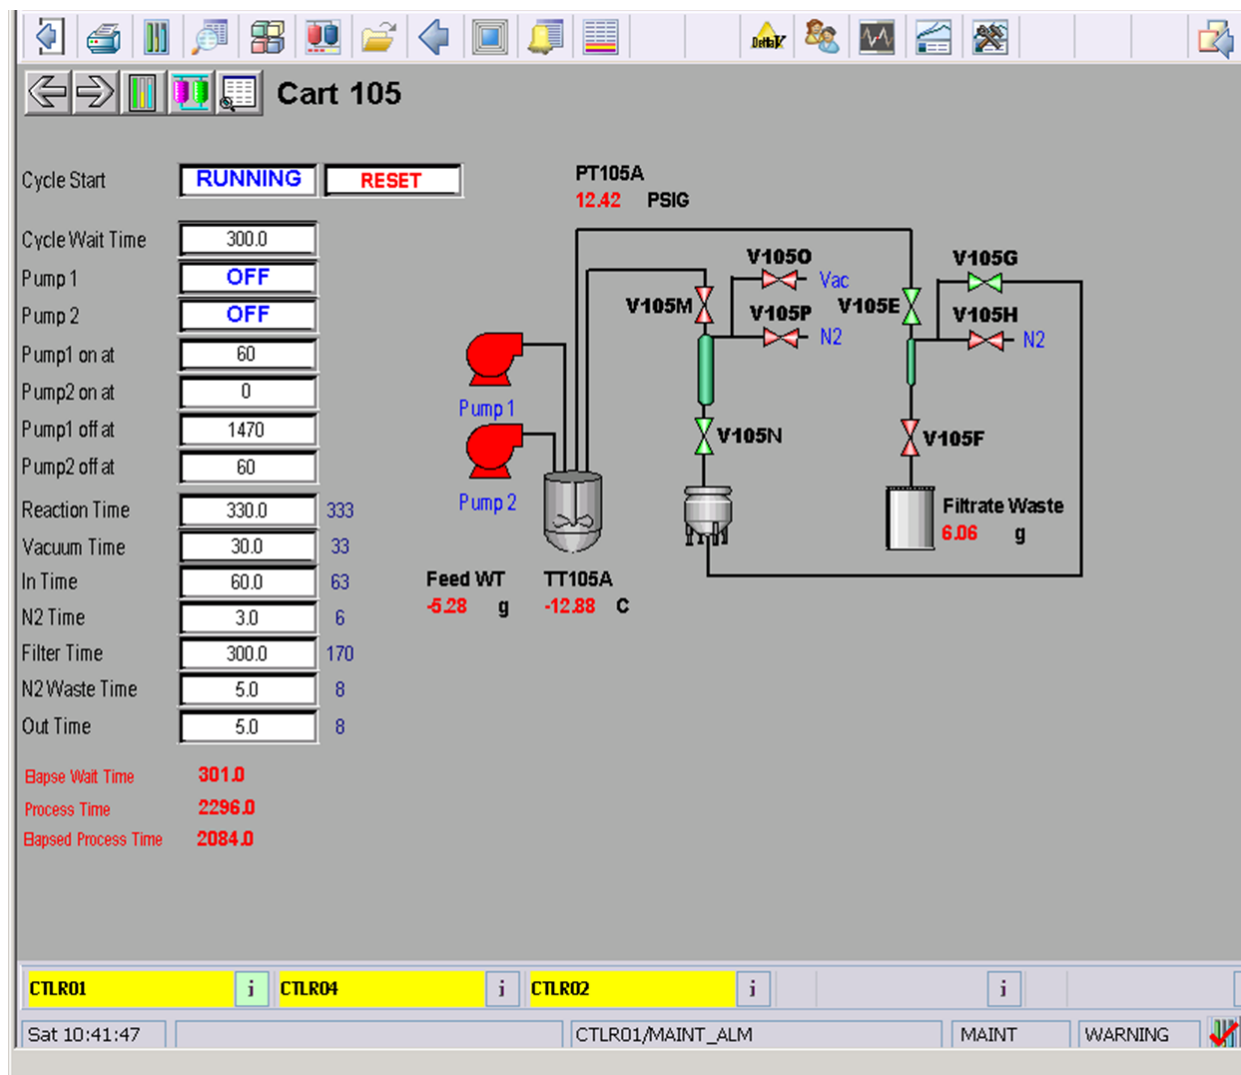 DeltaV
Cart 105
Cycle Start RUNNING RESET
Cycle Wait Time 300.0
Pump 1 OFF
Pump 2 OFF
Pump1 on at 60
Pump2 on at 0
Pump1 off at 1470
Pump2 off at 60
Reaction Time 330.0 333
Vacuum Time 30.0 33
In Time 60.0 63
N2 Time 3.0 6
Filter Time 300.0 170
N2 Waste Time 5.0 8
Out Time 5.0 8
Elapse Wait Time 301.0
Process Time 2296.0
Elapsed Process Time 2084.0
PT105A
12.42 PSIG
V105O
Vac
V105M
V105P
N2
V105E
V105G
V105H
N2
Pump 1
V105N
V105F
Pump 2
Filtrate Waste
6.06 g
Feed WT
-5.28 g
TT105A
-12.88 C
CTLR01 i CTLR04 i CTLR02 i i
Sat 10:41:47 CTLR01/MAINT_ALM MAINT WARNING